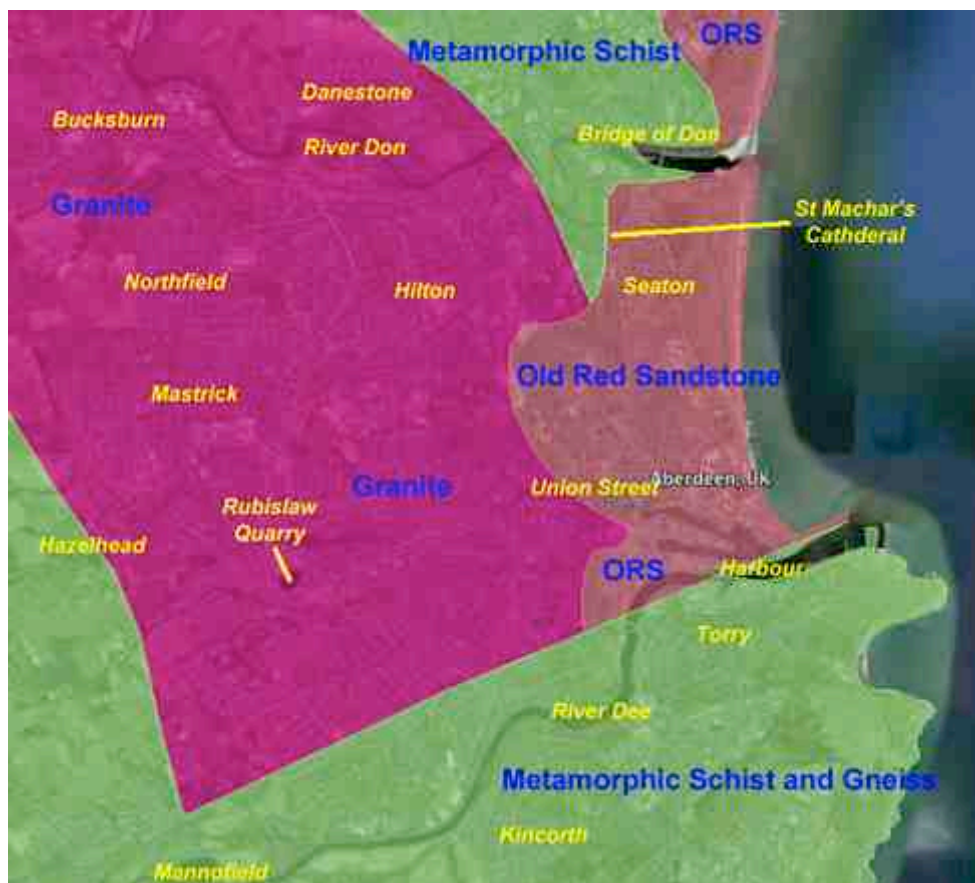 ORS
Metamorphic Schist
Danestone
Bucksburn
Bridge of Don
River Don
Granite
St Machar's
Cathderal
Northfield
Hilton
Seaton
Old Red Sandstone
Mastrick
Union Street
Aberdeen, Uk
Granite
Rubislaw
Quarry
Hazelhead
ORS
Harbour
Torry
River Dee
Metamorphic Schist and Gneiss
Kincorth
Mannofield